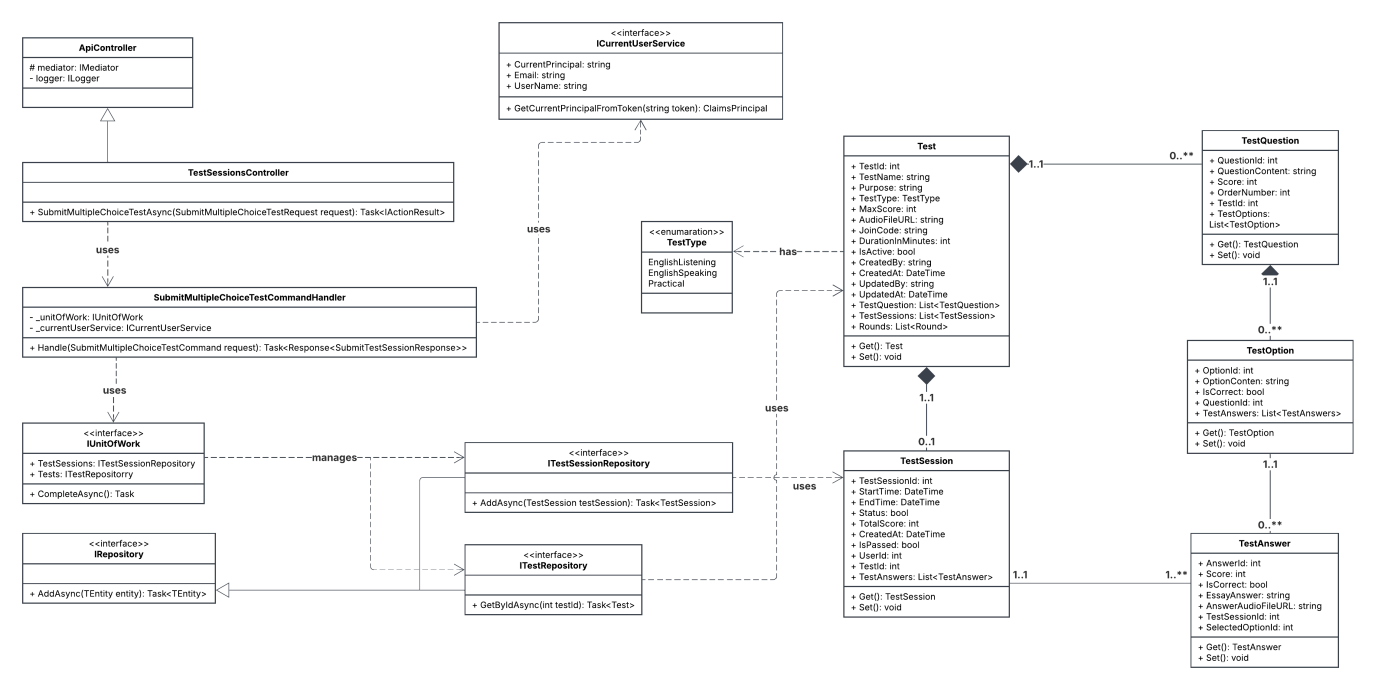 ApiController
# mediator: IMediator
- logger: ILogger
<<interface>>
ICurrentUserService
+ CurrentPrincipal: string
+ Email: string
+ UserName: string
+ GetCurrentPrincipalFromToken(string token): ClaimsPrincipal
TestSessionsController
+ SubmitMultipleChoiceTestAsync(SubmitMultipleChoiceTestRequest request): Task<IActionResult>
uses
uses
SubmitMultipleChoiceTestCommandHandler
- _unitOfWork: IUnitOfWork
- _currentUserService: ICurrentUserService
+ Handle(SubmitMultipleChoiceTestCommand request): Task<Response<SubmitTestSessionResponse>>
uses
<<interface>>
IUnitOfWork
+ TestSessions: ITestSessionRepository
+ Tests: ITestRepositorry
+ CompleteAsync(): Task
manages
<<interface>>
IRepository
+ AddAsync(TEntity entity): Task<TEntity>
<<interface>>
ITestSessionRepository
+ AddAsync(TestSession testSession): Task<TestSession>
<<interface>>
ITestRepository
+ GetByIdAsync(int testId): Task<Test>
uses
uses
<<enumaration>>
TestType
EnglishListening
EnglishSpeaking
Practical
has
Test
+ TestId: int
+ TestName: string
+ Purpose: string
+ TestType: TestType
+ MaxScore: int
+ AudioFileURL: string
+ JoinCode: string
+ DurationInMinutes: int
+ IsActive: bool
+ CreatedBy: string
+ CreatedAt: DateTime
+ UpdatedBy: string
+ UpdatedAt: DateTime
+ TestQuestion: List<TestQuestion>
+ TestSessions: List<TestSession>
+ Rounds: List<Round>
+ Get(): Test
+ Set(): void
1..1
0..**
1..1
0..1
TestSession
+ TestSessionId: int
+ StartTime: DateTime
+ EndTime: DateTime
+ Status: bool
+ TotalScore: int
+ CreatedAt: DateTime
+ IsPassed: bool
+ UserId: int
+ TestId: int
+ TestAnswers: List<TestAnswer>
+ Get(): TestSession
+ Set(): void
1..1
1..**
TestQuestion
+ QuestionId: int
+ QuestionContent: string
+ Score: int
+ OrderNumber: int
+ TestId: int
+ TestOptions:
List<TestOption>
+ Get(): TestQuestion
+ Set(): void
1..1
0..**
TestOption
+ OptionId: int
+ OptionConten: string
+ IsCorrect: bool
+ QuestionId: int
+ TestAnswers: List<TestAnswers>
+ Get(): TestOption
+ Set(): void
1..1
0..**
TestAnswer
+ AnswerId: int
+ Score: int
+ IsCorrect: bool
+ EssayAnswer: string
+ AnswerAudioFileURL: string
+ TestSessionId: int
+ SelectedOptionId: int
+ Get(): TestAnswer
+ Set(): void